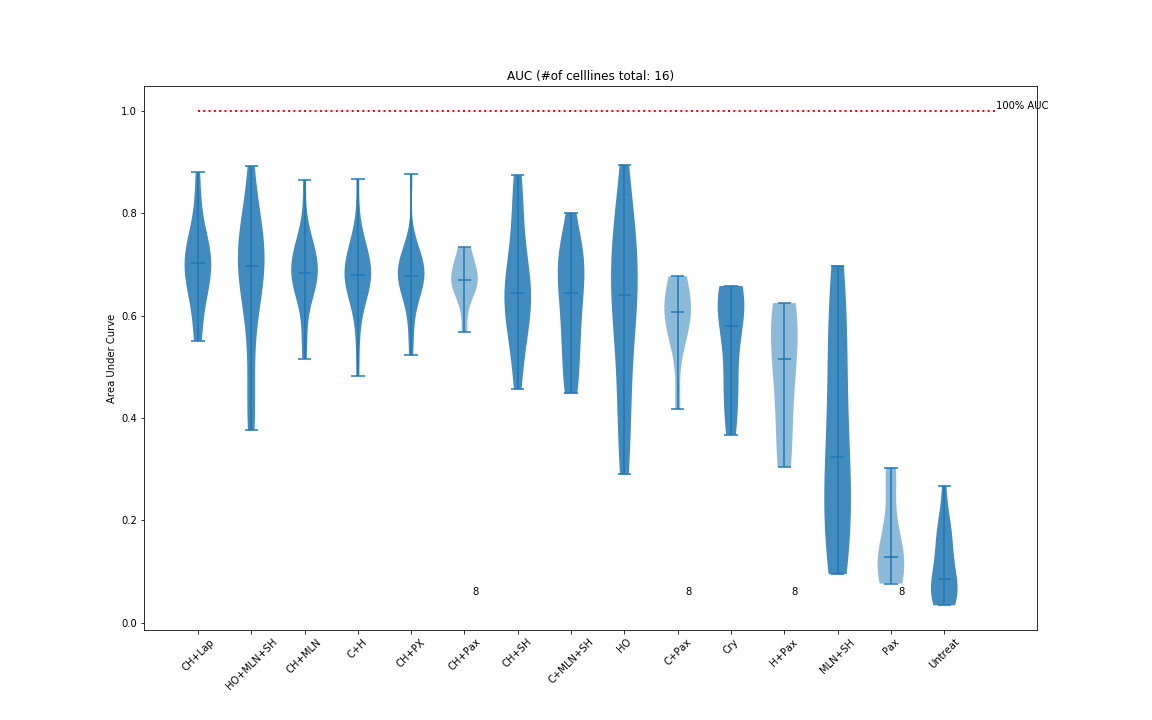 AUC (# of celllines total: 16)
100% AUC
1.0
0.8
0.6
0.4
0.2
0.0
Area Under Curve
8
8
8
8
CH+Lap
HO+MLN+SH
CH+MLN
C+H
CH+PX
CH+Pax
CH+SH
C+MLN+SH
HO
C+Pax
Cry
H+Pax
MLN+SH
Pax
Untreat